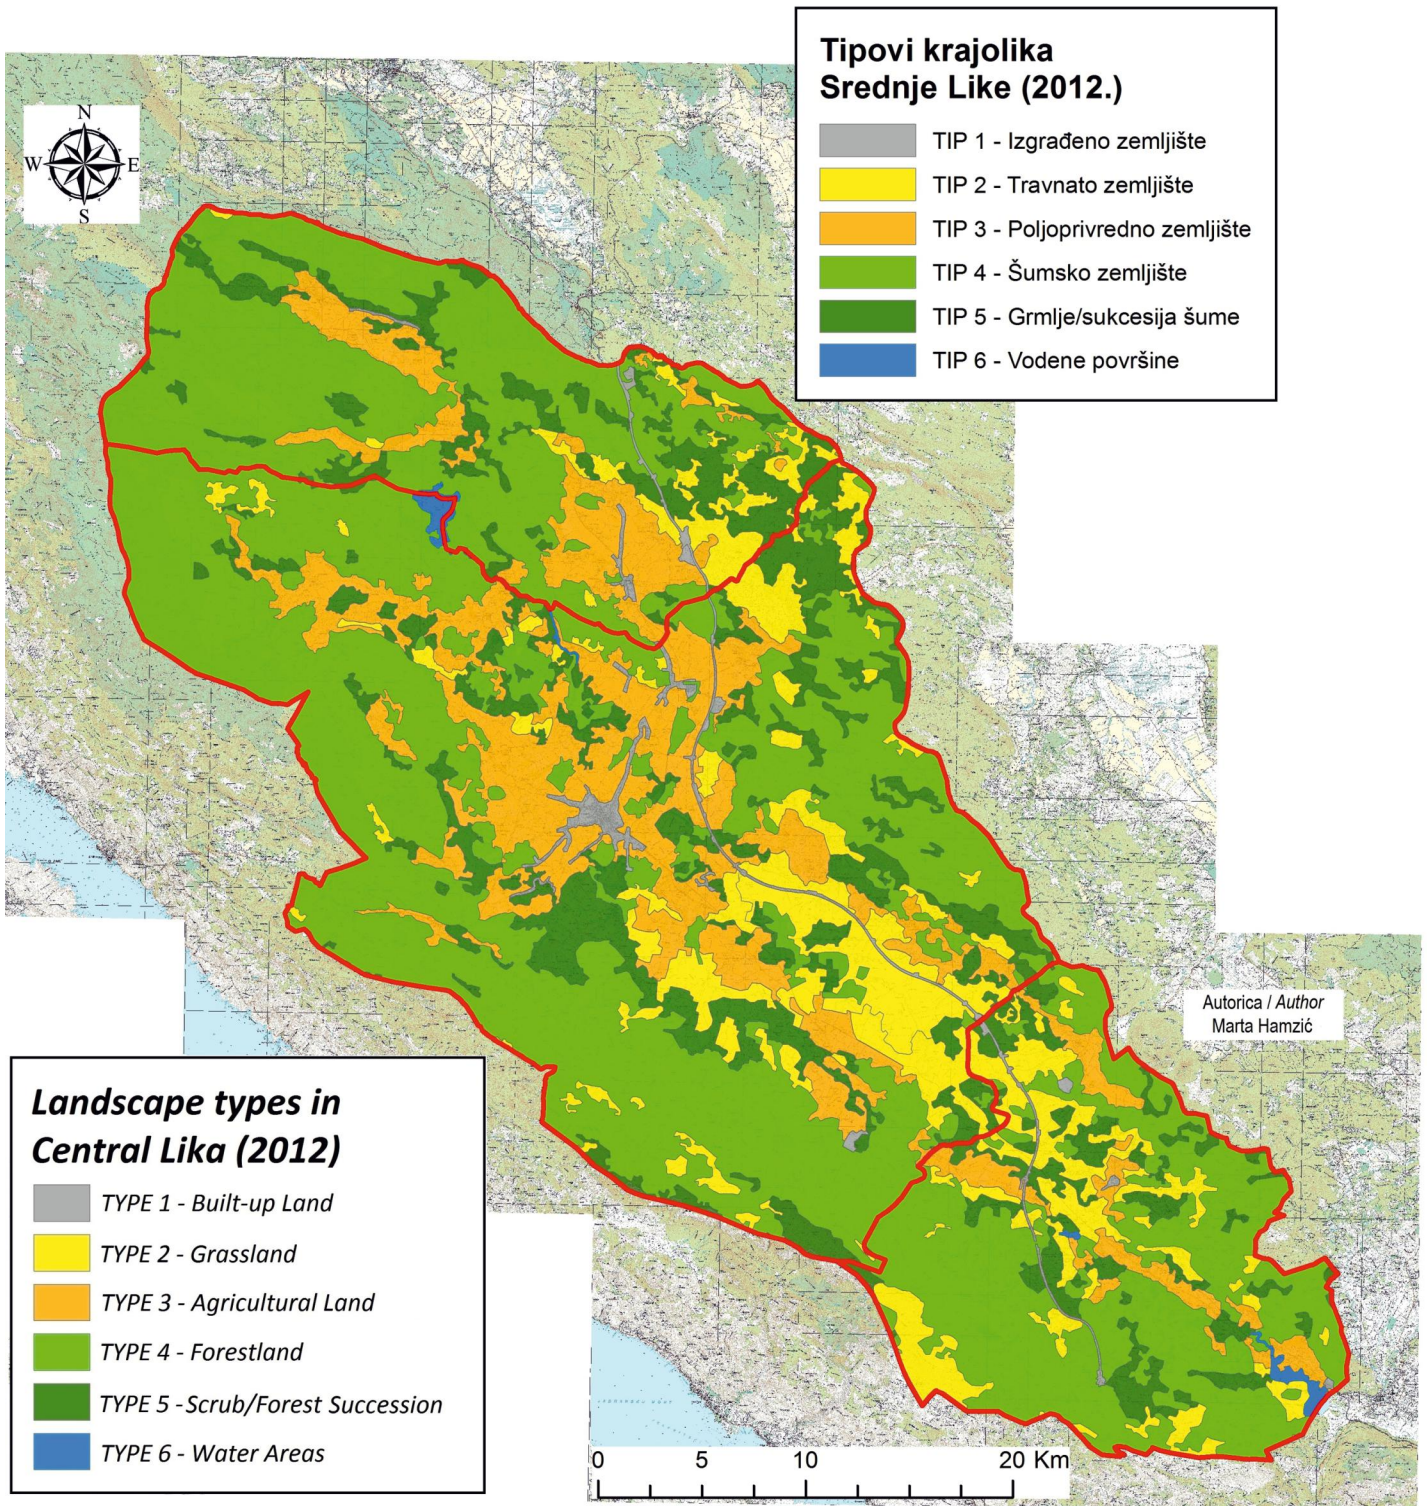 Tipovi krajolika
Srednje Like (2012.)
TIP 1 - Izgrađeno zemljište
TIP 2 - Travnato zemljište
TIP 3 - Poljoprivredno zemljište
TIP 4 - Šumsko zemljište
TIP 5 - Grmlje/sukcesija šume
TIP 6 - Vodene površine
N
W E
S
Autorica / Author
Marta Hamzić
Landscape types in
Central Lika (2012)
TYPE 1 - Built-up Land
TYPE 2 - Grassland
TYPE 3 - Agricultural Land
TYPE 4 - Forestland
TYPE 5 - Scrub/Forest Succession
TYPE 6 - Water Areas
0 5 10 20 Km